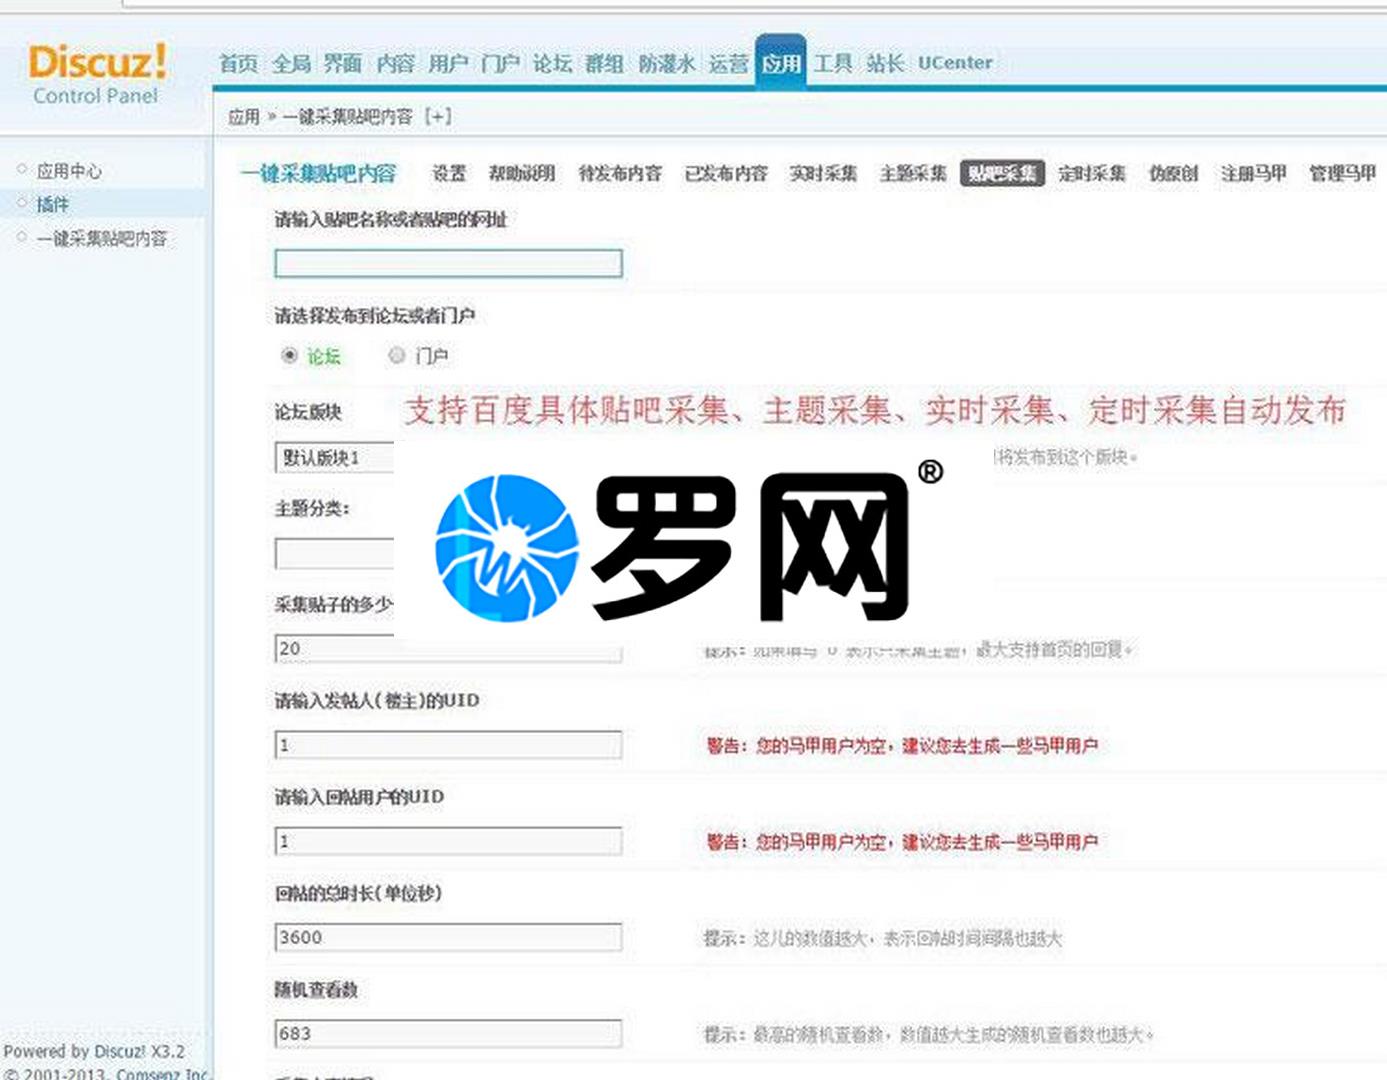 Discuz!
Control Panel
首页 全局 界面 内容 用户 门户 论坛 群组 防灌水 运营 应用 工具 站长 UCenter
应用 » 一键采集贴吧内容 [+]
应用中心
插件
一键采集贴吧内容
一键采集贴吧内容 设置 帮助说明 待发布内容 已发布内容 实时采集 主题采集 贴吧采集 定时采集 伪原创 注册马甲 管理马甲
请输入贴吧名称或者贴吧的网址
请选择发布到论坛或者门户
论坛 门户
论坛版块
支持百度具体贴吧采集、主题采集、实时采集、定时采集自动发布
默认版块1
将发布到这个版块。
罗网®
主题分类:
采集贴子的多少
20
提示: 如果填写 0 表示只采集主题, 最大支持首页的回复。
请输入发帖人(楼主)的UID
1
警告: 您的马甲用户为空, 建议您去生成一些马甲用户
请输入回帖用户的UID
1
警告: 您的马甲用户为空, 建议您去生成一些马甲用户
回帖的总时长(单位秒)
3600
提示: 这儿的数值越大, 表示回帖时间间隔也越大
随机查看数
683
提示: 最高的随机查看数, 数值越大生成的随机查看数也越大。
Powered by Discuz! X3.2
© 2001-2013, Comsenz Inc.